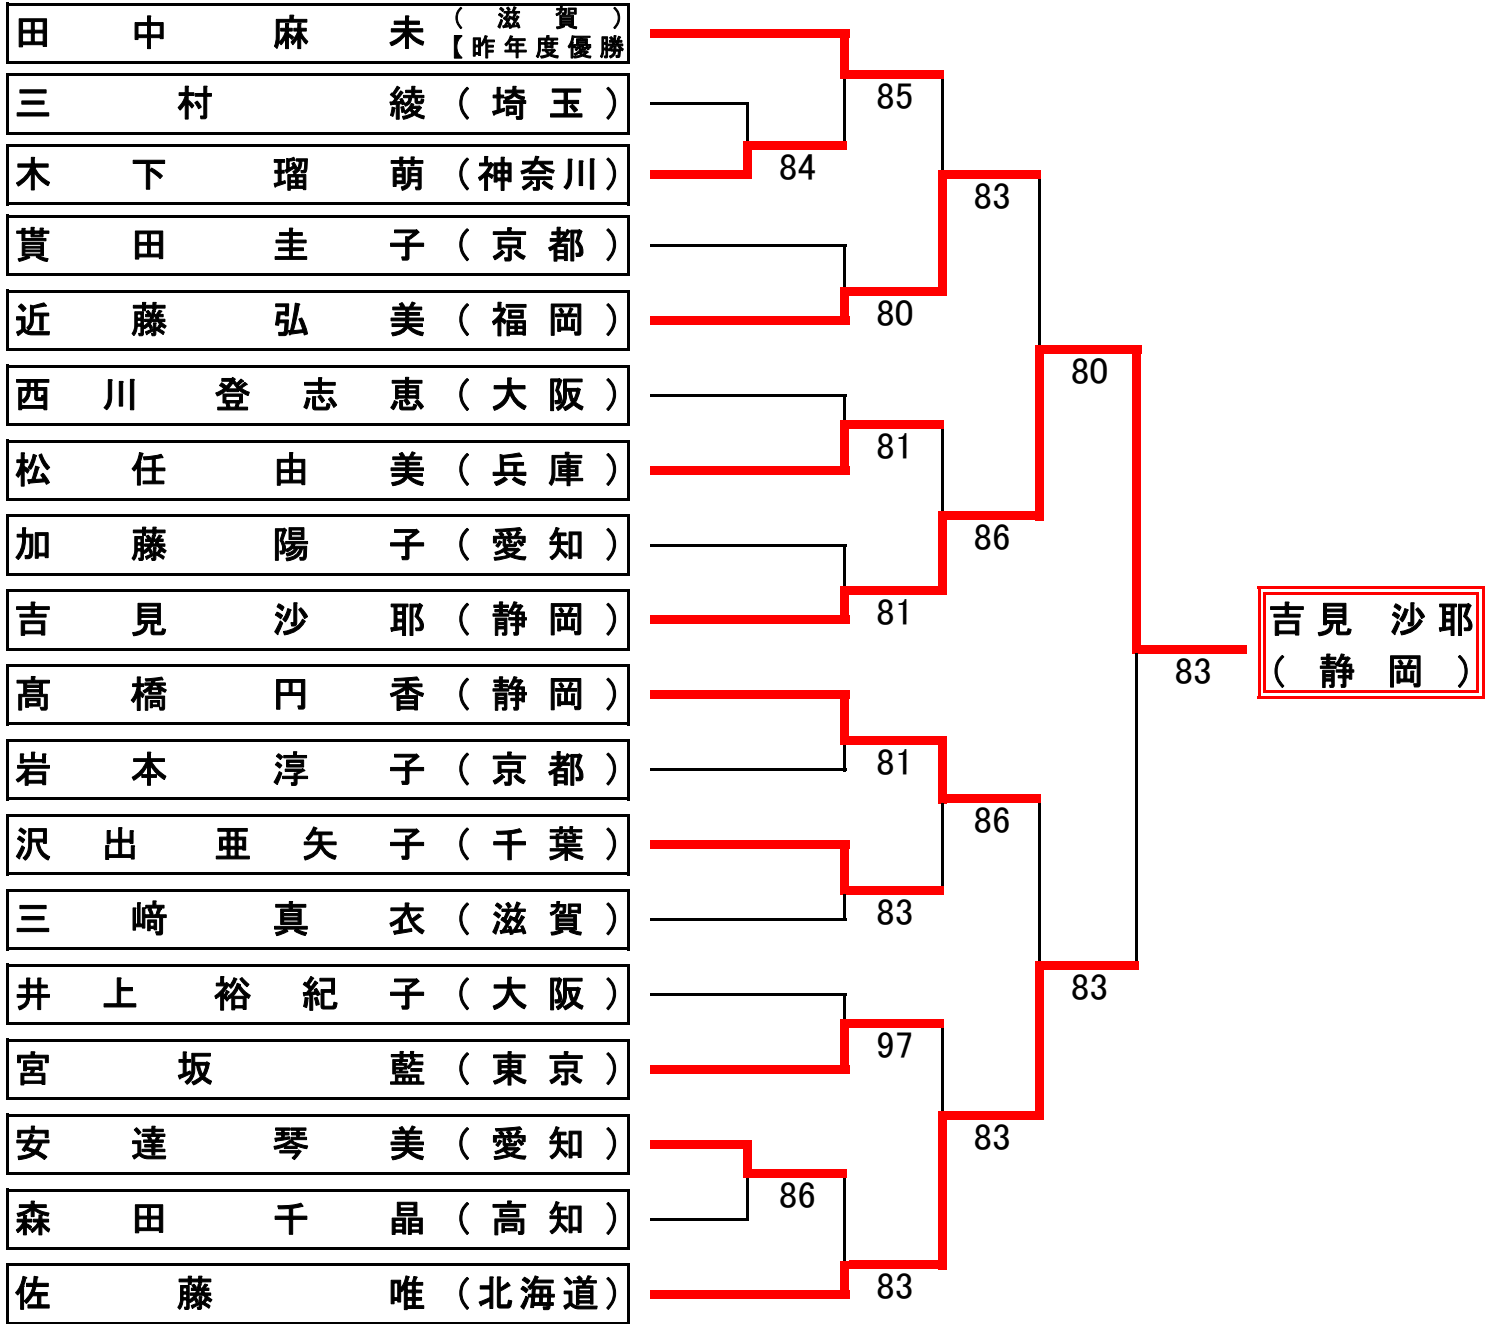 田中麻未(滋賀)
【昨年度優勝
三村綾(埼玉)
木下瑠萌(神奈川)
貰田圭子(京都)
近藤弘美(福岡)
西川登志恵(大阪)
松任由美(兵庫)
加藤陽子(愛知)
吉見沙耶(静岡)
髙橋円香(静岡)
岩本淳子(京都)
沢出亜矢子(千葉)
三﨑真衣(滋賀)
井上裕紀子(大阪)
宮坂藍(東京)
安達琴美(愛知)
森田千晶(高知)
佐藤唯(北海道)
84
86
85
80
81
81
81
83
97
83
83
86
86
83
80
83
83
吉見 沙耶
(静岡)